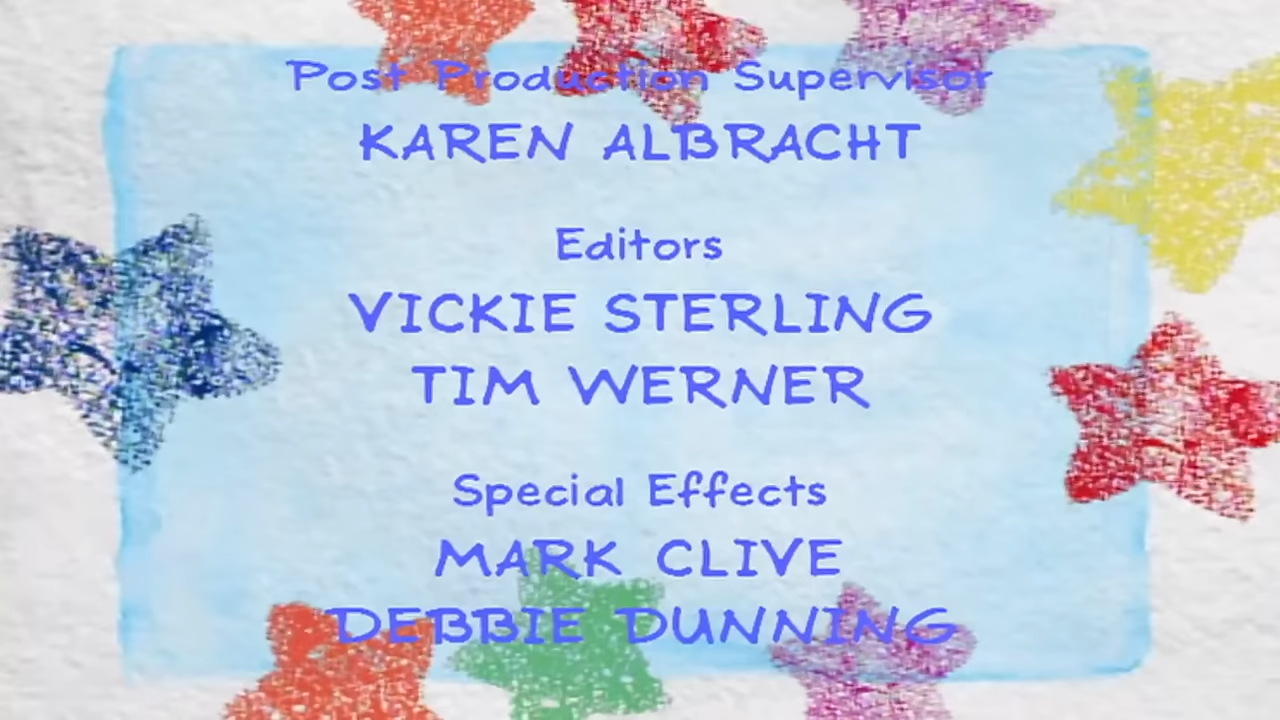 Post Production Supervisor
KAREN ALBRACHT
Editors
VICKIE STERLING
TIM WERNER
Special Effects
MARK CLIVE
DEBBIE DUNNING